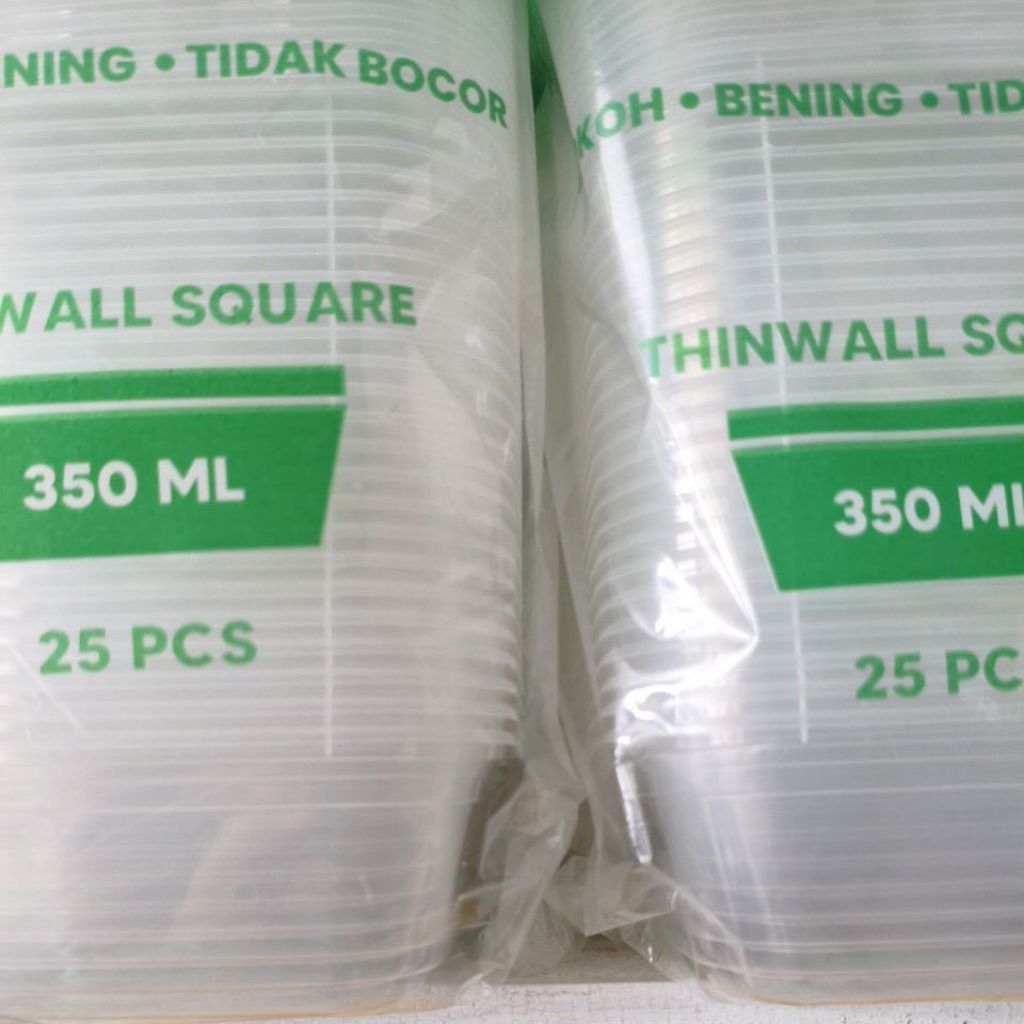 NING • TIDAK BOCOR
WALL SQUARE
350 ML
25 PCS
KOH • BENING • TID
THINWALL SQ
350 ML
25 PC